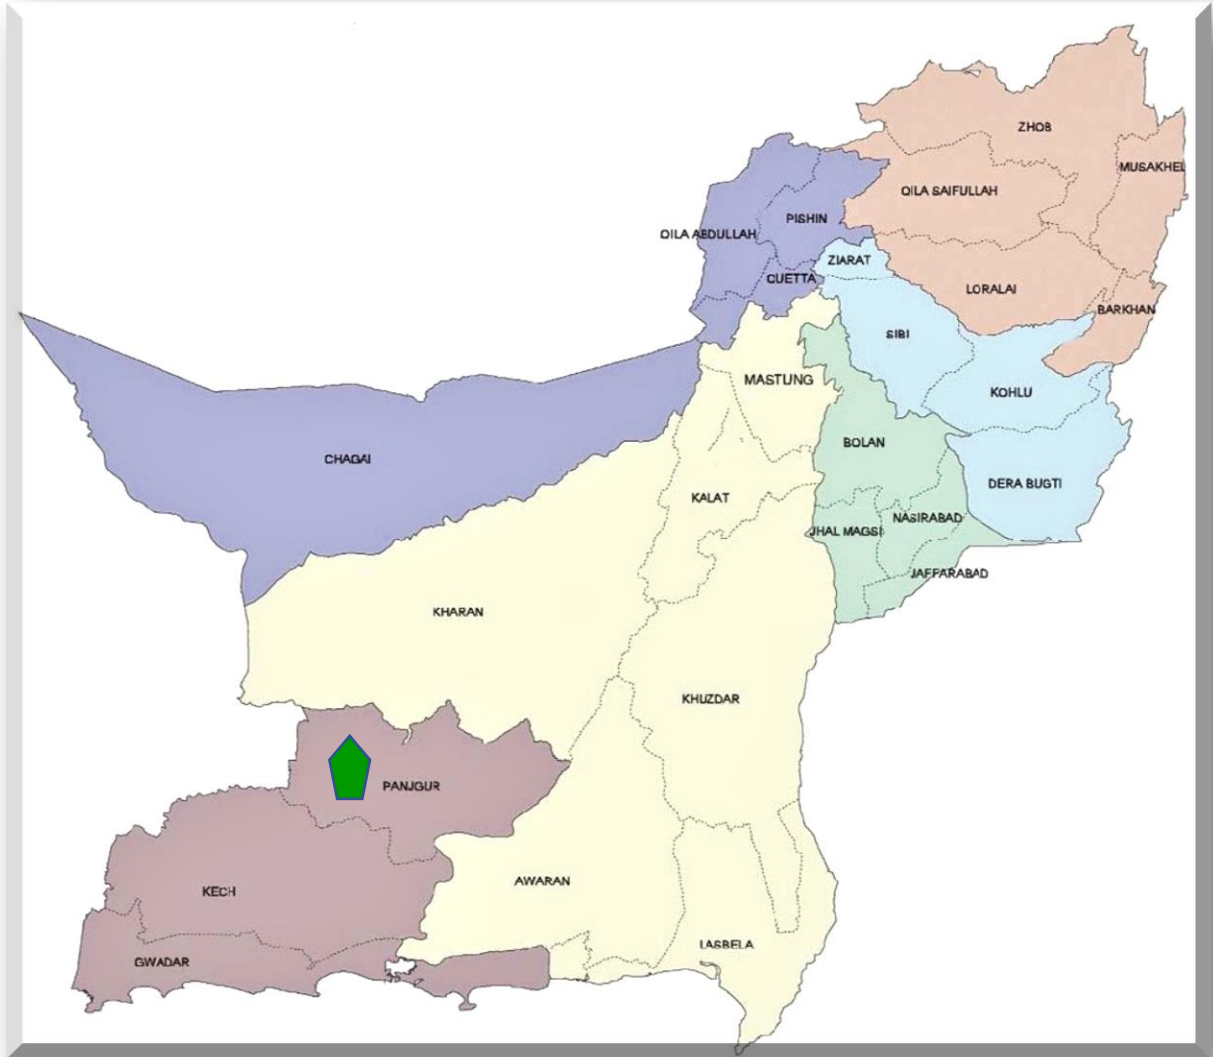 ZHOB
MUSAKHEL
QILA SAIFULLAH
PISHIN
QILA ABDULLAH
ZIARAT
QUETTA
LORALAI
BARKHAN
SIBI
MASTUNG
KOHLU
BOLAN
CHAGAI
DERA BUGTI
KALAT
NASIRABAD
JHAL MAGSI
JAFFARABAD
KHARAN
KHUZDAR
PANJGUR
AWARAN
KECH
LASBELA
GWADAR